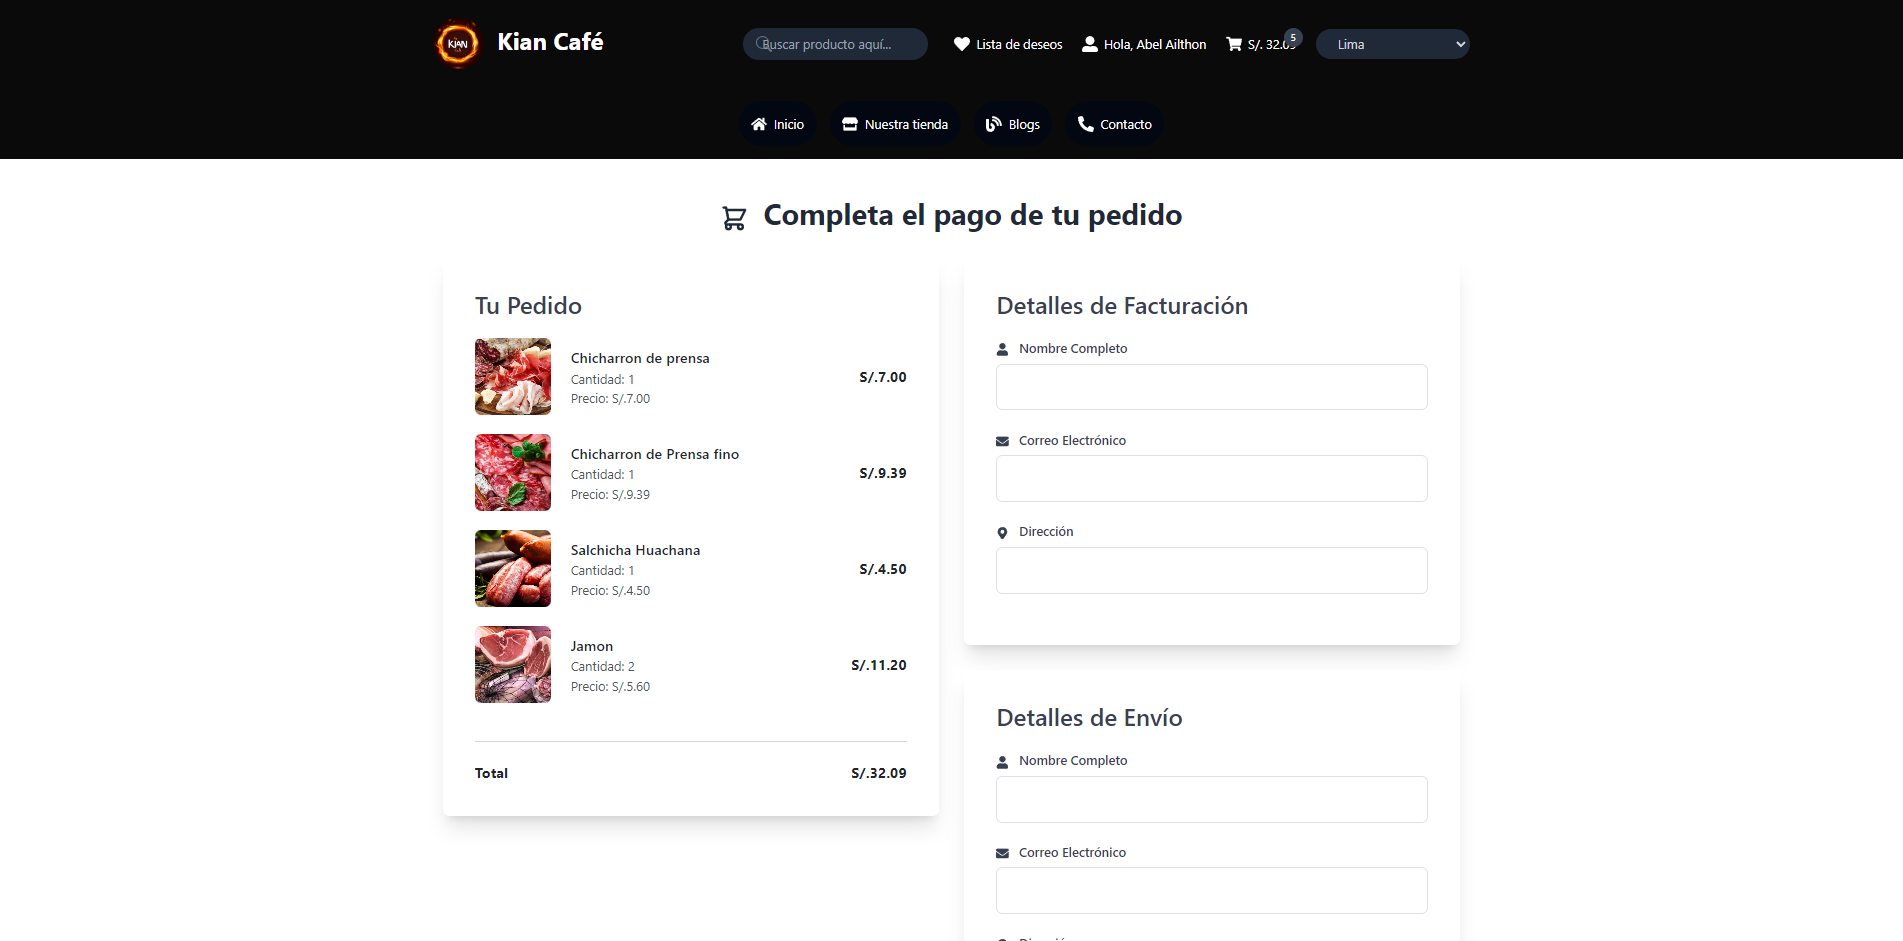 KIAN
Kian Café
Buscar producto aquí...
Lista de deseos
Hola, Abel Ailthon
S/. 32.09
5
Lima
Inicio
Nuestra tienda
Blogs
Contacto
Completa el pago de tu pedido
Tu Pedido
Chicharron de prensa
Cantidad: 1
Precio: S/.7.00
S/.7.00
Chicharron de Prensa fino
Cantidad: 1
Precio: S/.9.39
S/.9.39
Salchicha Huachana
Cantidad: 1
Precio: S/.4.50
S/.4.50
Jamon
Cantidad: 2
Precio: S/.5.60
S/.11.20
Total
S/.32.09
Detalles de Facturación
Nombre Completo
Correo Electrónico
Dirección
Detalles de Envío
Nombre Completo
Correo Electrónico